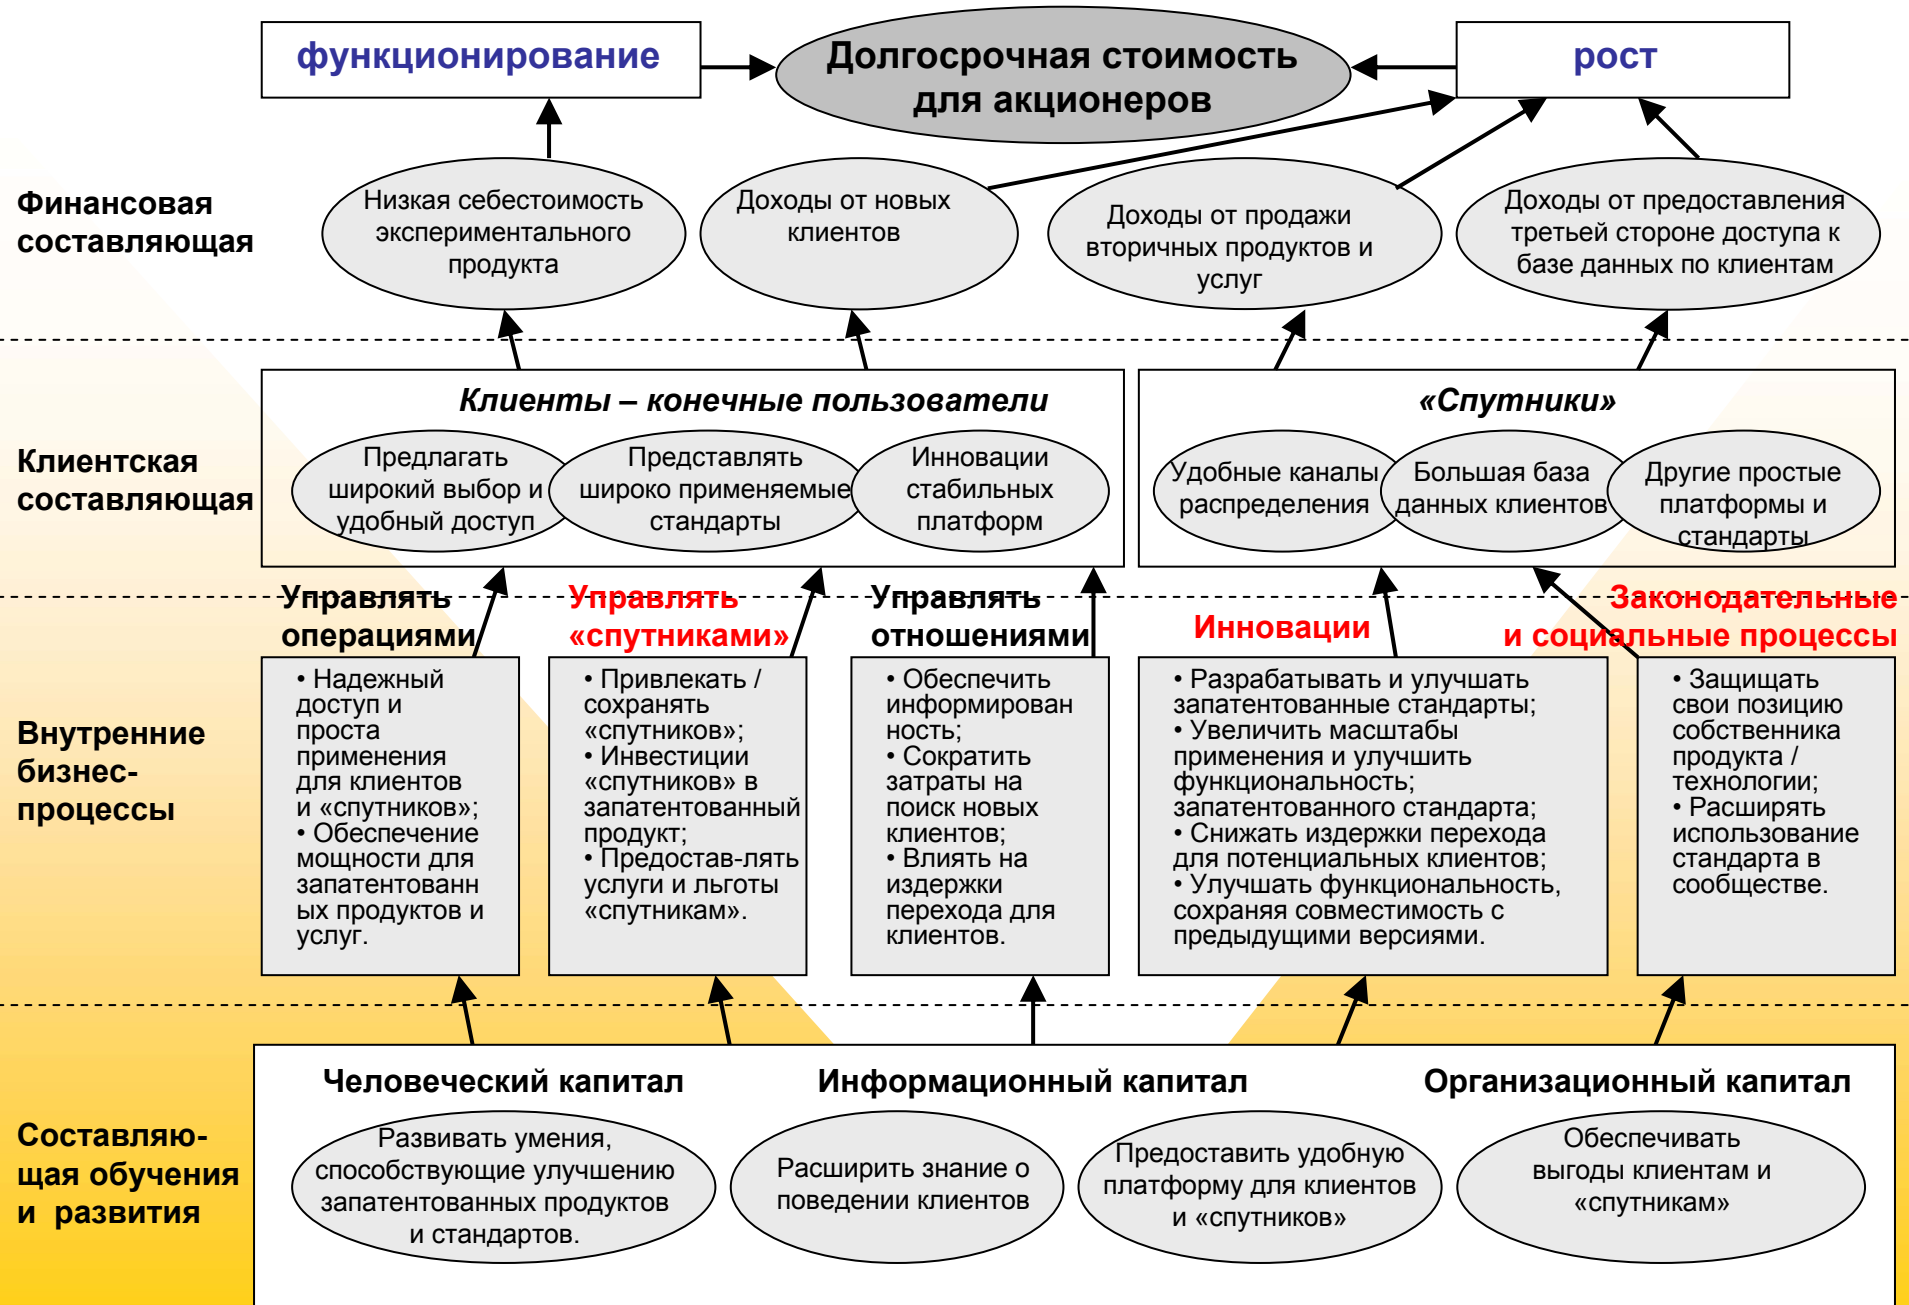 функционирование
Долгосрочная стоимость
для акционеров
рост
Финансовая
составляющая
Низкая себестоимость
экспериментального
продукта
Доходы от новых
клиентов
Доходы от продажи
вторичных продуктов и
услуг
Доходы от предоставления
третьей стороне доступа к
базе данных по клиентам
Клиентская
составляющая
Клиенты – конечные пользователи
Предлагать
широкий выбор и
удобный доступ
Представлять
широко применяемые
стандарты
Инновации
стабильных
платформ
«Спутники»
Удобные каналы
распределения
Большая база
данных клиентов
Другие простые
платформы и
стандарты
Внутренние
бизнес-
процессы
Управлять
операциями
• Надежный
доступ и
проста
применения
для клиентов
и «спутников»;
• Обеспечение
мощности для
запатентованн
ых продуктов и
услуг.
Управлять
«спутниками»
• Привлекать /
сохранять
«спутников»;
• Инвестиции
«спутников» в
запатентованный
продукт;
• Предостав-лять
услуги и льготы
«спутникам».
Управлять
отношениями
• Обеспечить
информирован
ность;
• Сократить
затраты на
поиск новых
клиентов;
• Влиять на
издержки
перехода для
клиентов.
Инновации
• Разрабатывать и улучшать
запатентованные стандарты;
• Увеличить масштабы
применения и улучшить
функциональность;
запатентованного стандарта;
• Снижать издержки перехода
для потенциальных клиентов;
• Улучшать функциональность,
сохраняя совместимость с
предыдущими версиями.
Законодательные
и социальные процессы
• Защищать
свои позицию
собственника
продукта /
технологии;
• Расширять
использование
стандарта в
сообществе.
Составляю-
щая обучения
и развития
Человеческий капитал
Развивать умения,
способствующие улучшению
запатентованных продуктов
и стандартов.
Информационный капитал
Расширить знание о
поведении клиентов
Предоставить удобную
платформу для клиентов
и «спутников»
Организационный капитал
Обеспечивать
выгоды клиентам и
«спутникам»